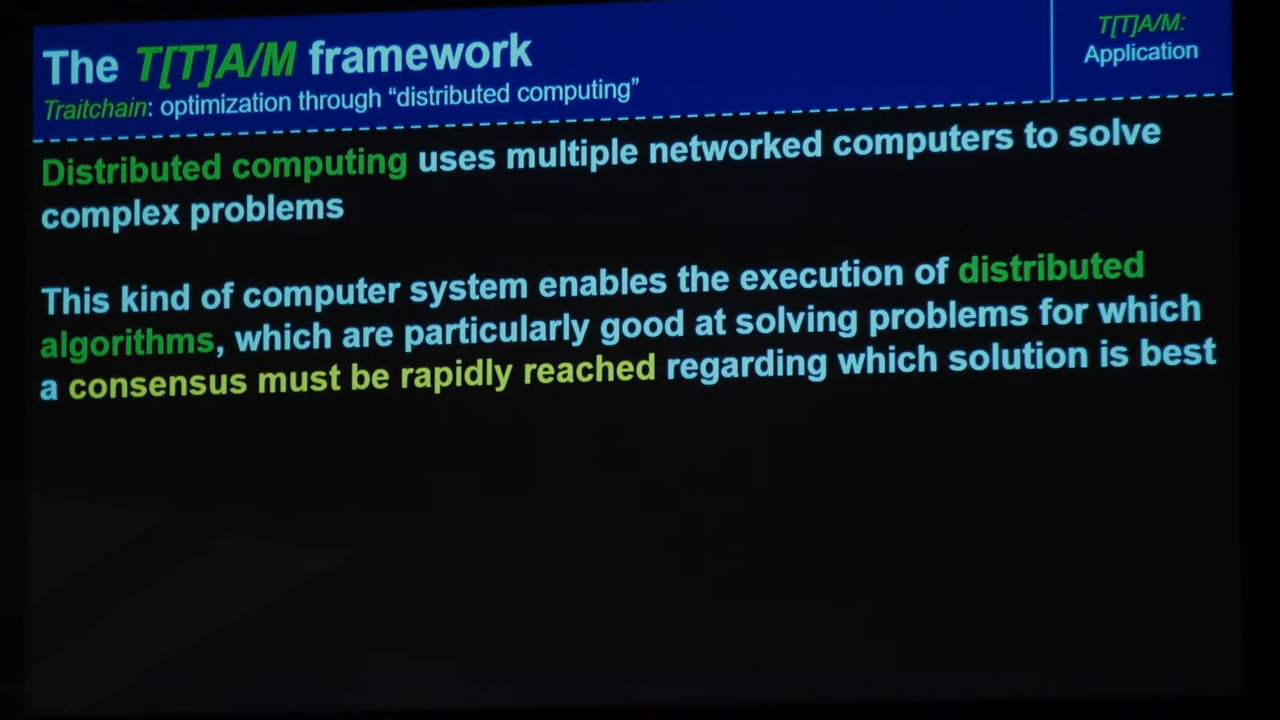 The T[T]A/M framework
Traitchain: optimization through “distributed computing”
T[T]A/M:
Application
Distributed computing uses multiple networked computers to solve
complex problems
This kind of computer system enables the execution of distributed
algorithms, which are particularly good at solving problems for which
a consensus must be rapidly reached regarding which solution is best